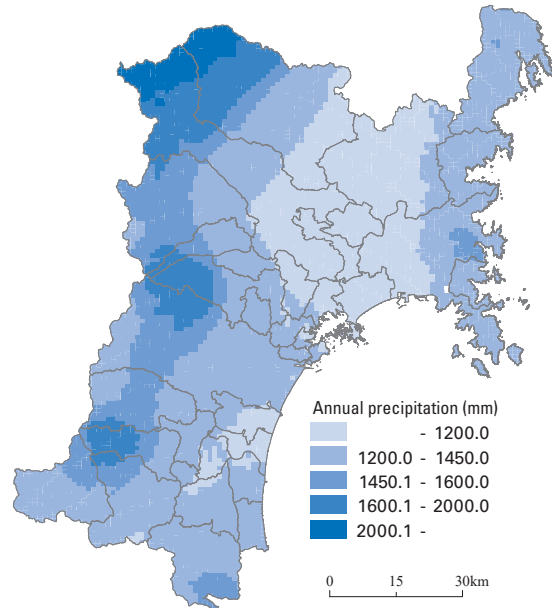 Annual precipitation (mm)
- 1200.0
1200.0 - 1450.0
1450.1 - 1600.0
1600.1 - 2000.0
2000.1 -
0 15 30km